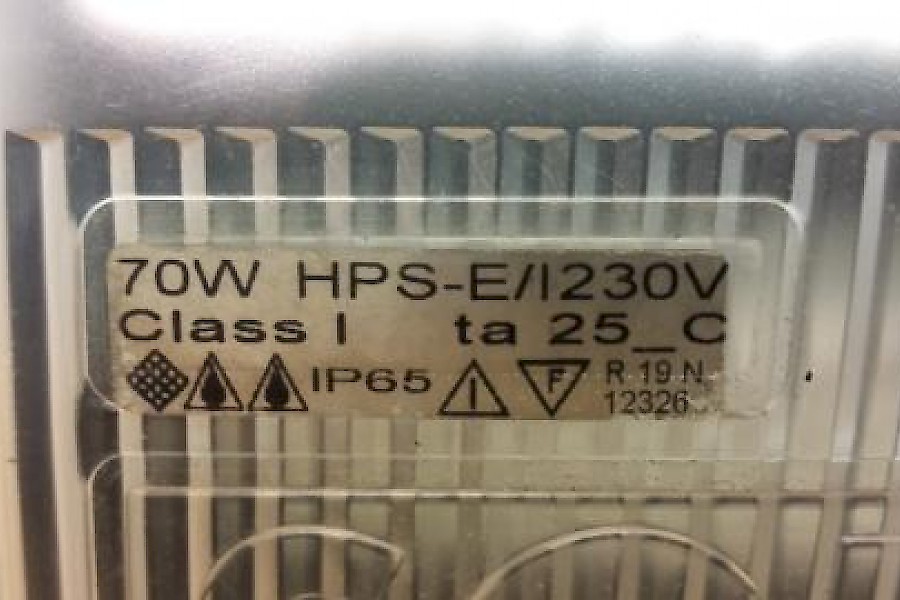 70W HPS-E/I230V
Class I ta 25_C
IP65
F
R 19 N
12326